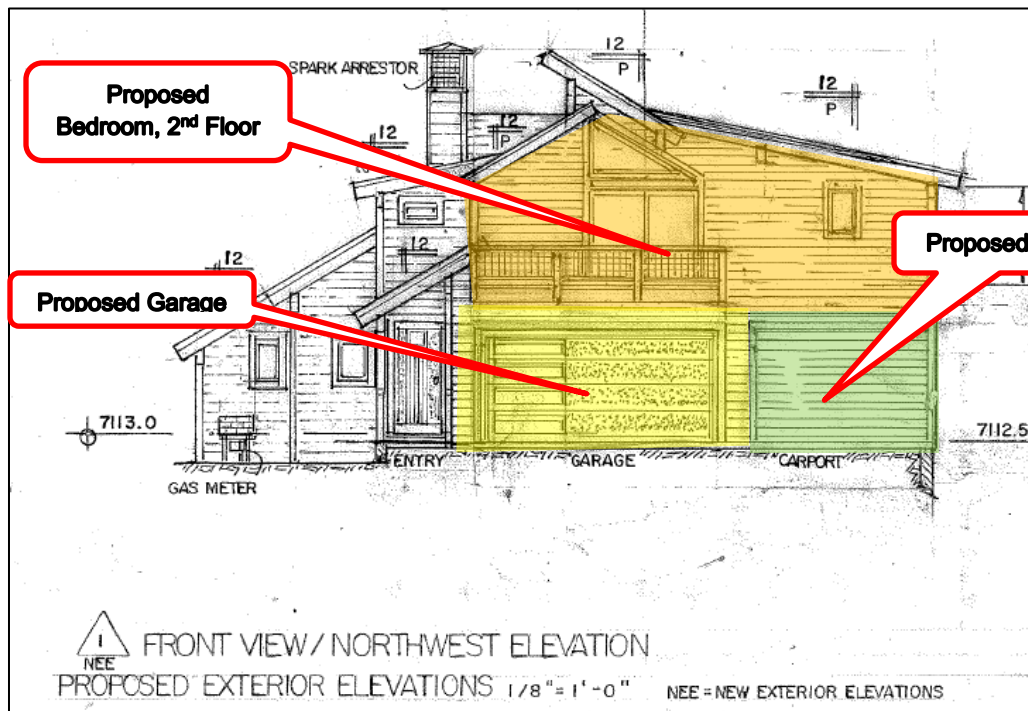 12
SPARK ARRESTOR
P
12
P
Proposed
Bedroom, 2nd Floor
12
12
P
12
Proposed
12
Proposed Garage
7113.0
7112.5
ENTRY
GARAGE
CARPORT
GAS METER
1
NEE
FRONT VIEW / NORTHWEST ELEVATION
PROPOSED EXTERIOR ELEVATIONS 1/8"=1'-0" NEE = NEW EXTERIOR ELEVATIONS